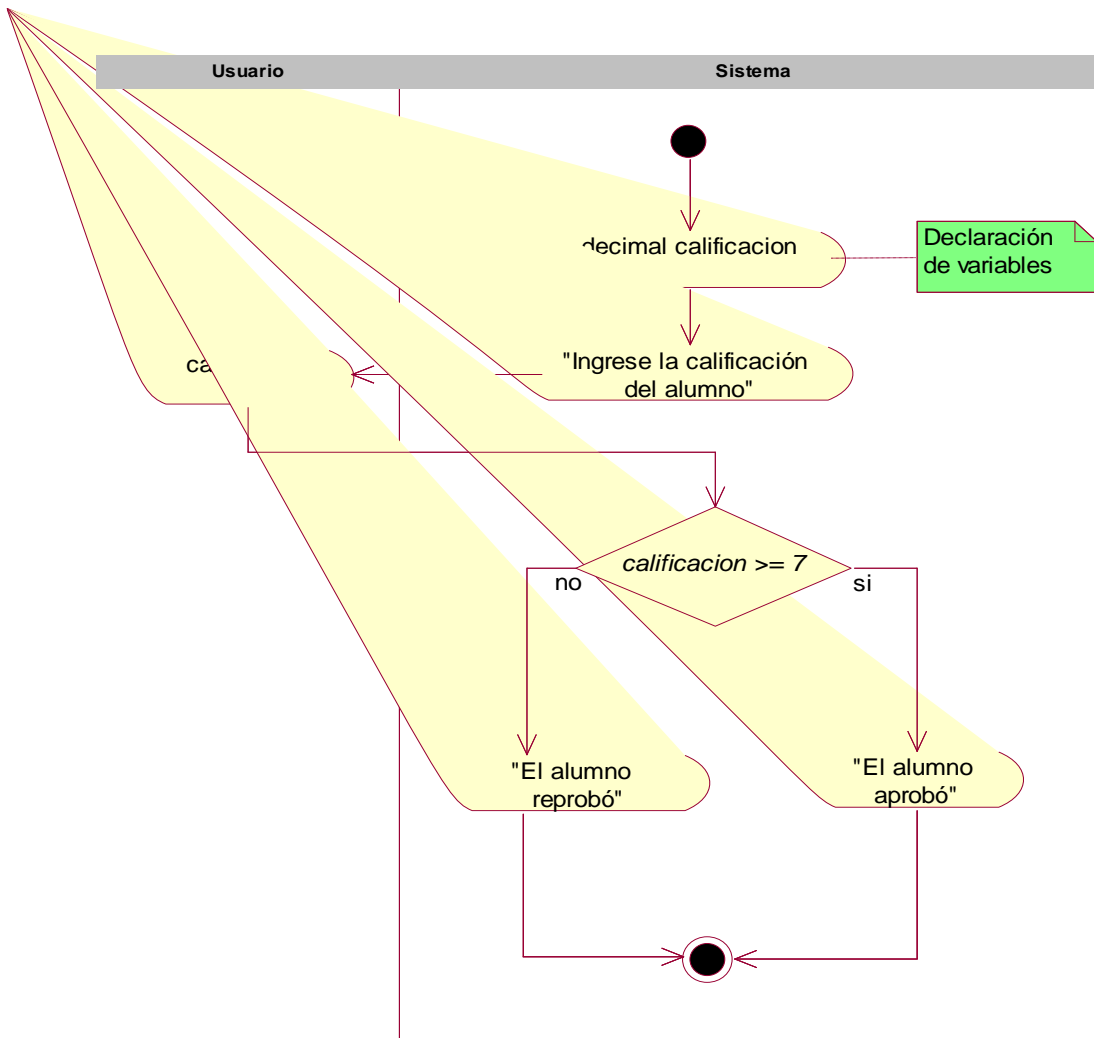 Usuario
Sistema
decimal calificacion
Declaración
de variables
"Ingrese la calificación
del alumno"
calificacion >= 7
no
si
"El alumno
reprobó"
"El alumno
aprobó"